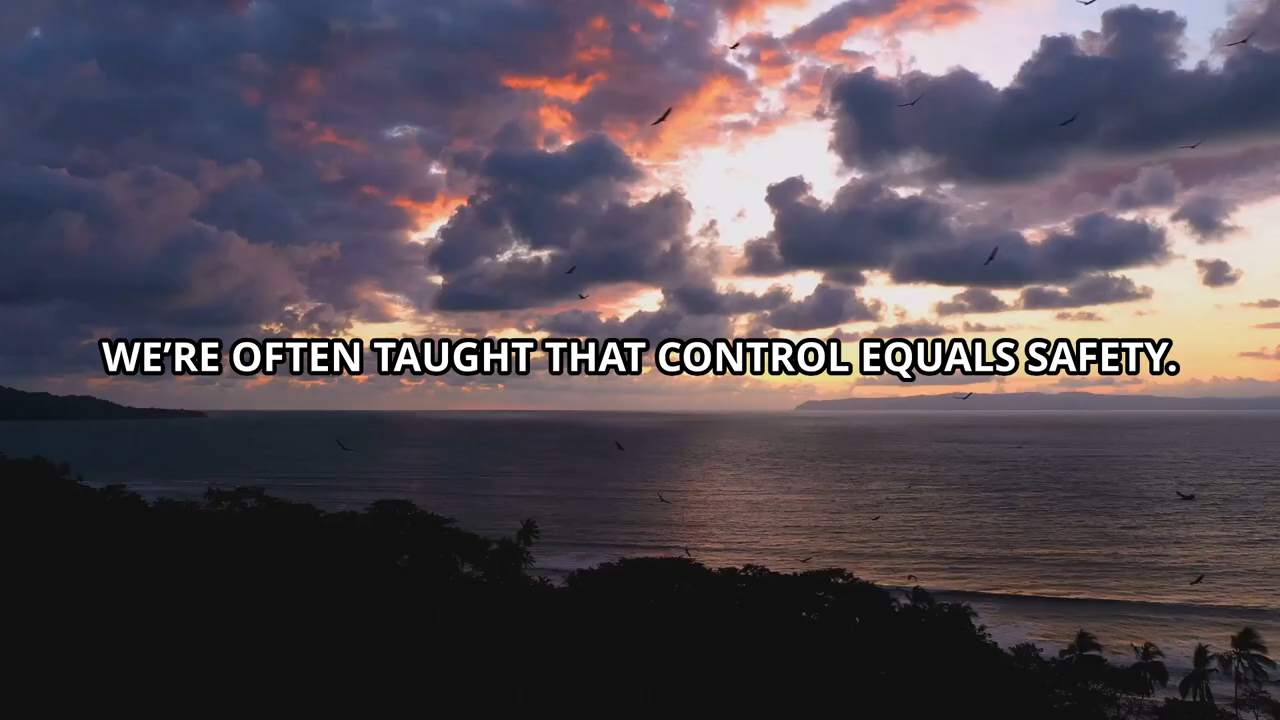 WE’RE OFTEN TAUGHT THAT CONTROL EQUALS SAFETY.